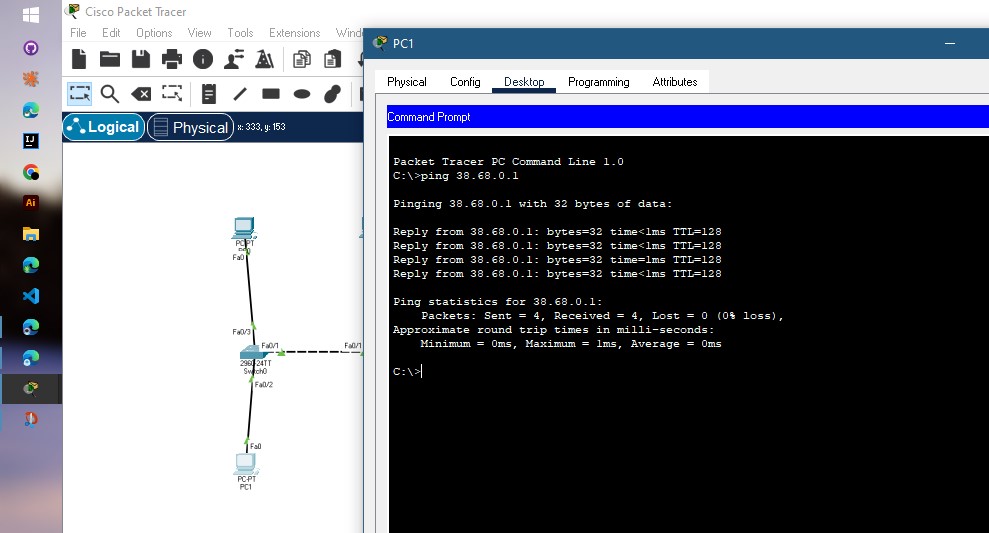 Cisco Packet Tracer
File Edit Options View Tools Extensions Wind
Logical
Physical
x: 333, y: 153
PC-PT
Fa0
Fa0/3
Fa0/1
Fa0/1
2960-24TT
Switch0
Fa0/2
Fa0
PC-PT
PC1
IJ
Ai
PC1
Physical Config Desktop Programming Attributes
Command Prompt
Packet Tracer PC Command Line 1.0
C:\>ping 38.68.0.1
Pinging 38.68.0.1 with 32 bytes of data:
Reply from 38.68.0.1: bytes=32 time<1ms TTL=128
Reply from 38.68.0.1: bytes=32 time<1ms TTL=128
Reply from 38.68.0.1: bytes=32 time=1ms TTL=128
Reply from 38.68.0.1: bytes=32 time<1ms TTL=128
Ping statistics for 38.68.0.1:
Packets: Sent = 4, Received = 4, Lost = 0 (0% loss),
Approximate round trip times in milli-seconds:
Minimum = 0ms, Maximum = 1ms, Average = 0ms
C:\>